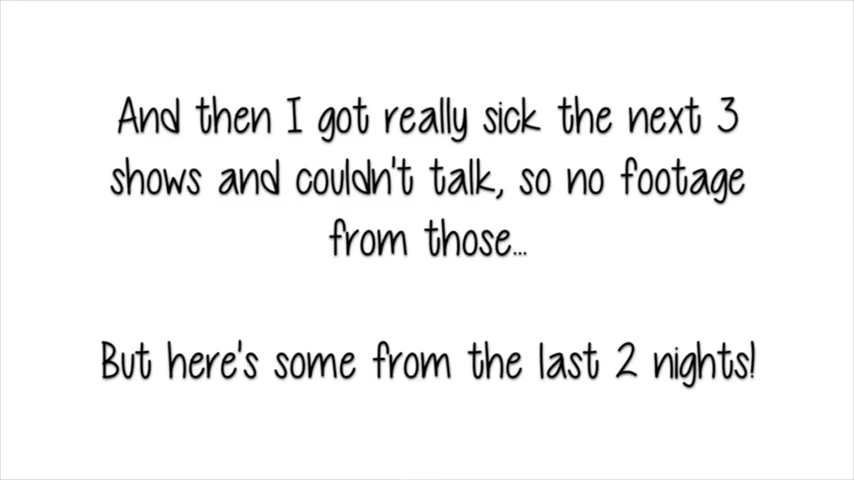 And then I got really sick the next 3
shows and couldn't talk, so no footage
from those...
But here's some from the last 2 nights!